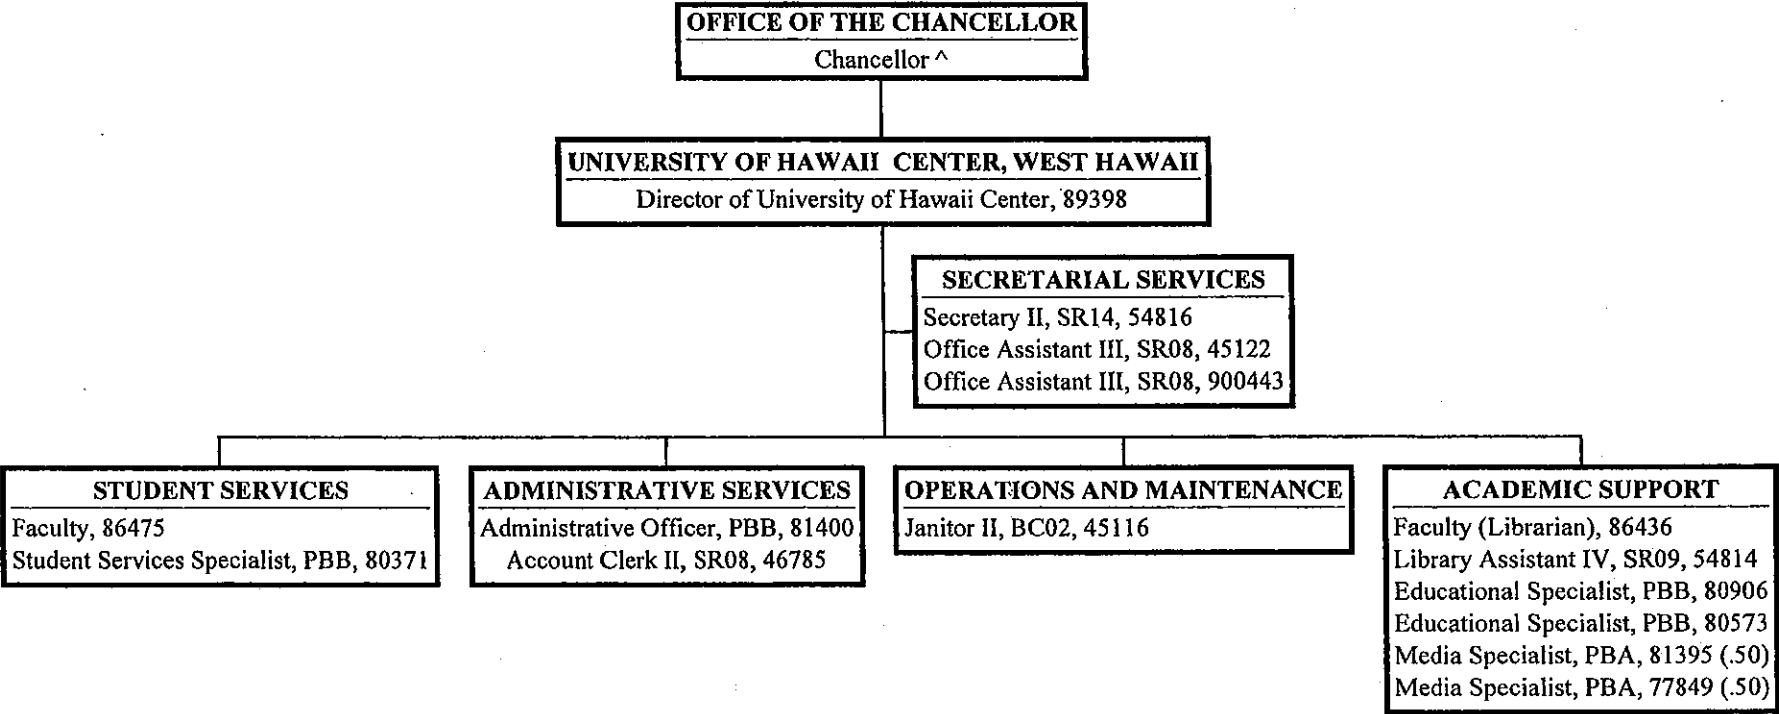 OFFICE OF THE CHANCELLOR
Chancellor ^
UNIVERSITY OF HAWAII CENTER, WEST HAWAII
Director of University of Hawaii Center, 89398
SECRETARIAL SERVICES
Secretary II, SR14, 54816
Office Assistant III, SR08, 45122
Office Assistant III, SR08, 900443
STUDENT SERVICES
Faculty, 86475
Student Services Specialist, PBB, 80371
ADMINISTRATIVE SERVICES
Administrative Officer, PBB, 81400
Account Clerk II, SR08, 46785
OPERATIONS AND MAINTENANCE
Janitor II, BC02, 45116
ACADEMIC SUPPORT
Faculty (Librarian), 86436
Library Assistant IV, SR09, 54814
Educational Specialist, PBB, 80906
Educational Specialist, PBB, 80573
Media Specialist, PBA, 81395 (.50)
Media Specialist, PBA, 77849 (.50)